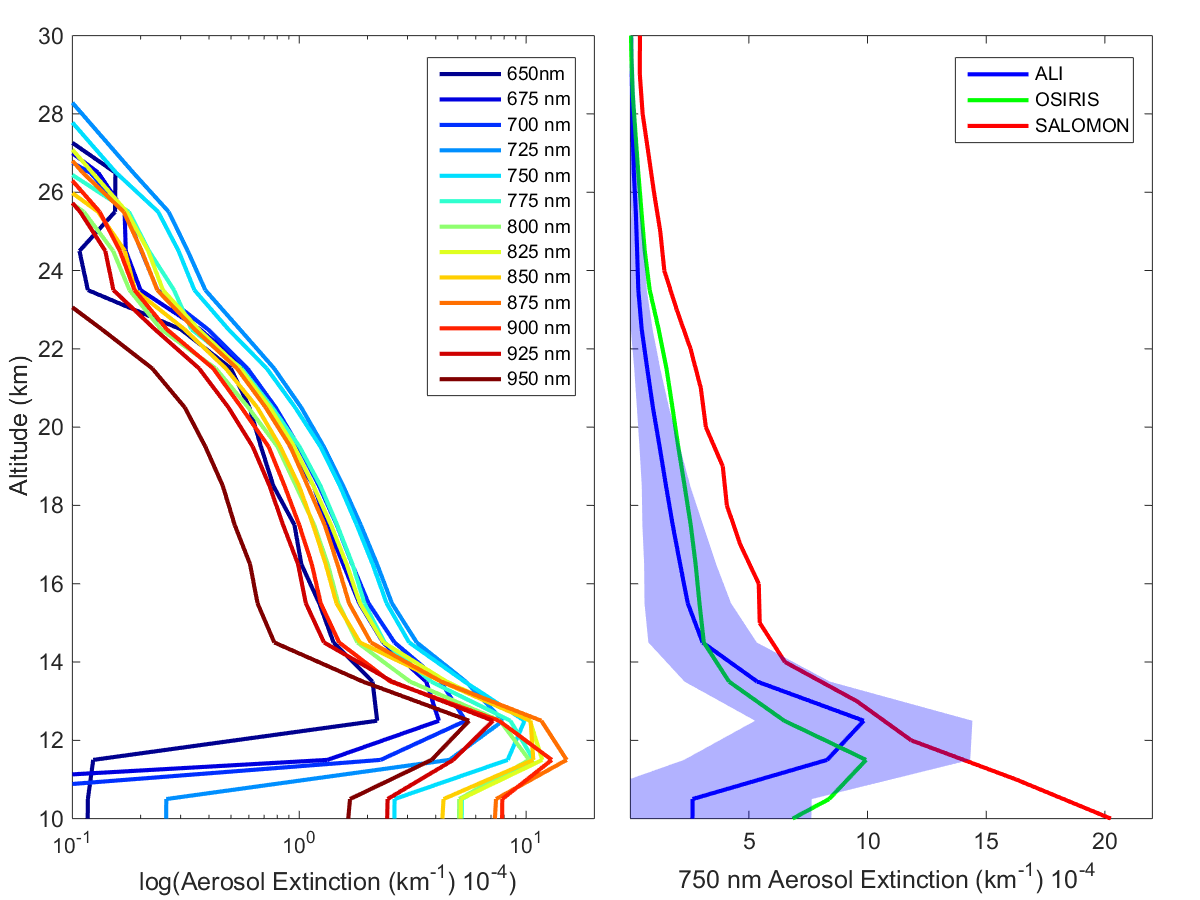 30
28
26
24
22
20
18
16
14
12
10
Altitude (km)
10^-1
10^0
10^1
log(Aerosol Extinction (km^-1) 10^-4)
650nm
675 nm
700 nm
725 nm
750 nm
775 nm
800 nm
825 nm
850 nm
875 nm
900 nm
925 nm
950 nm
ALI
OSIRIS
SALOMON
5
10
15
20
750 nm Aerosol Extinction (km^-1) 10^-4